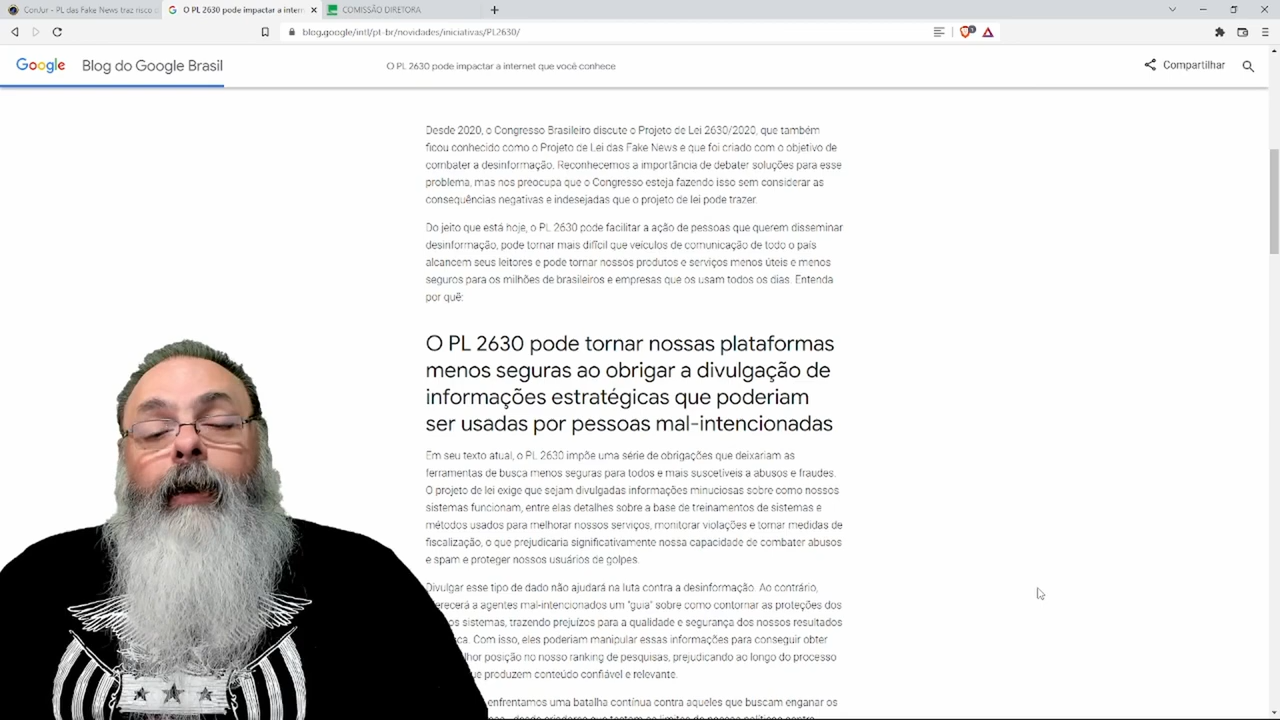 ConJur - PL das Fake News traz risco
O PL 2630 pode impactar a intern
COMISSÃO DIRETORA
blog.google/intl/pt-br/novidades/iniciativas/PL2630/
Google Blog do Google Brasil
O PL 2630 pode impactar a internet que você conhece
Compartilhar
Desde 2020, o Congresso Brasileiro discute o Projeto de Lei 2630/2020, que também
ficou conhecido como o Projeto de Lei das Fake News e que foi criado com o objetivo de
combater a desinformação. Reconhecemos a importância de debater soluções para esse
problema, mas nos preocupa que o Congresso esteja fazendo isso sem considerar as
consequências negativas e indesejadas que o projeto de lei pode trazer.
Do jeito que está hoje, o PL 2630 pode facilitar a ação de pessoas que querem disseminar
desinformação, pode tornar mais difícil que veículos de comunicação de todo o país
alcancem seus leitores e pode tornar nossos produtos e serviços menos úteis e menos
seguros para os milhões de brasileiros e empresas que os usam todos os dias. Entenda
por quê:
O PL 2630 pode tornar nossas plataformas
menos seguras ao obrigar a divulgação de
informações estratégicas que poderiam
ser usadas por pessoas mal-intencionadas
Em seu texto atual, o PL 2630 impõe uma série de obrigações que deixariam as
ferramentas de busca menos seguras para todos e mais suscetíveis a abusos e fraudes.
O projeto de lei exige que sejam divulgadas informações minuciosas sobre como nossos
sistemas funcionam, entre elas detalhes sobre a base de treinamentos de sistemas e
métodos usados para melhorar nossos serviços, monitorar violações e tomar medidas de
fiscalização, o que prejudicaria significativamente nossa capacidade de combater abusos
e spam e proteger nossos usuários de golpes.
Divulgar esse tipo de dado não ajudará na luta contra a desinformação. Ao contrário,
erecerá a agentes mal-intencionados um "guia" sobre como contornar as proteções dos
os sistemas, trazendo prejuízos para a qualidade e segurança dos nossos resultados
ca. Com isso, eles poderiam manipular essas informações para conseguir obter
lhor posição no nosso ranking de pesquisas, prejudicando ao longo do processo
ue produzem conteúdo confiável e relevante.
enfrentamos uma batalha contínua contra aqueles que buscam enganar os